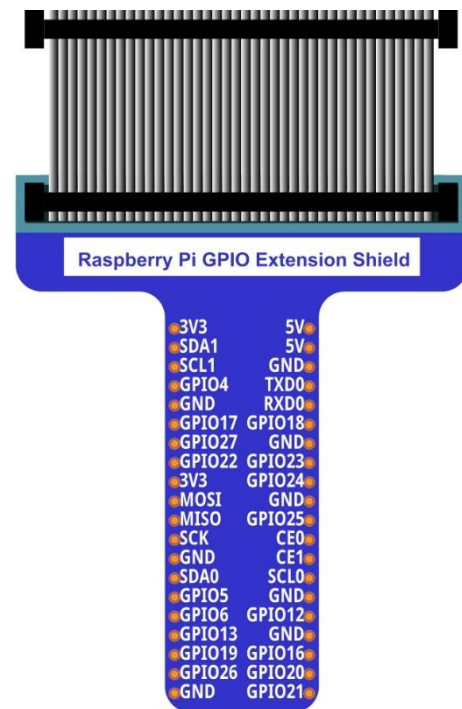 Raspberry Pi GPIO Extension Shield
3V3 5V
SDA1 5V
SCL1 GND
GPIO4 TXD0
GND RXD0
GPIO17 GPIO18
GPIO27 GND
GPIO22 GPIO23
3V3 GPIO24
MOSI GND
MISO GPIO25
SCK CE0
GND CE1
SDA0 SCL0
GPIO5 GND
GPIO6 GPIO12
GPIO13 GND
GPIO19 GPIO16
GPIO26 GPIO20
GND GPIO21